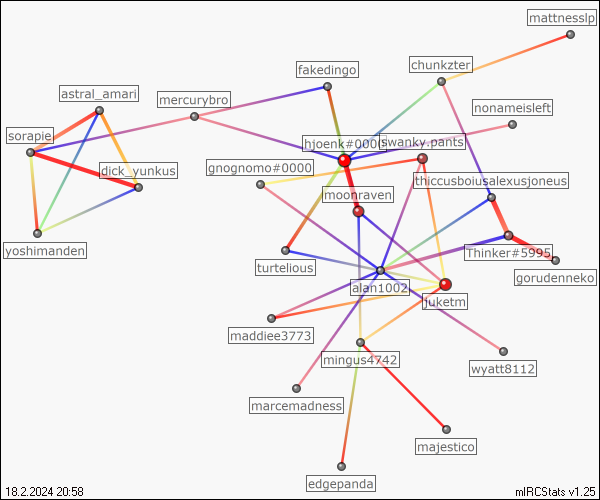 mattnesslp
chunkzter
fakedingo
astral_amari
mercurybro
nonameisleft
sorapie
hjoenk#0000
swanky.pants
dick_yunkus
gnognomo#0000
thiccusboiusalexusjoneus
moonraven
yoshimanden
Thinker#5995
turtelious
gorudenneko
alan1002
juketm
maddiee3773
mingus4742
wyatt8112
marcemadness
majestico
edgepanda
18.2.2024 20:58
mIRCStats v1.25